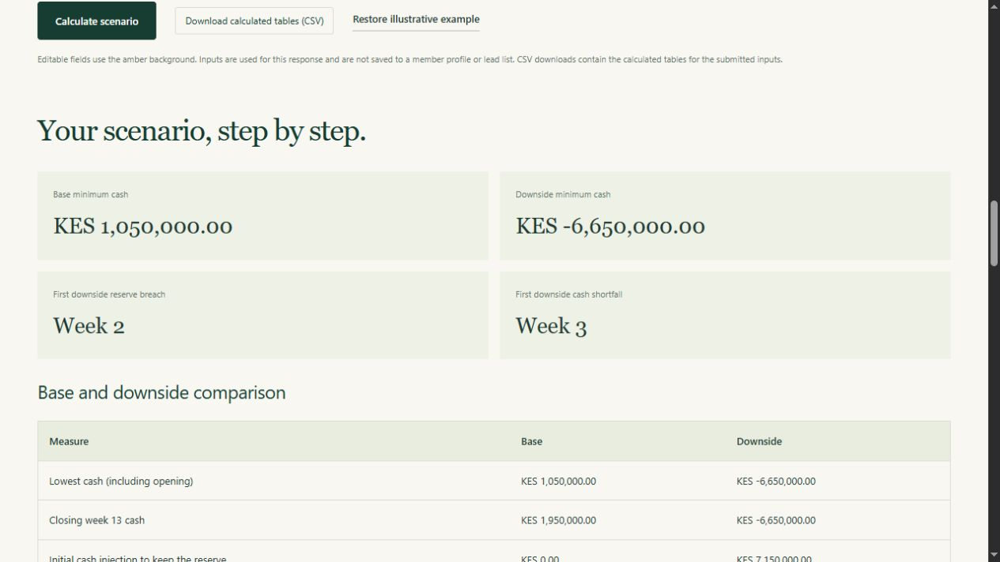 Calculate scenario
Download calculated tables (CSV)
Restore illustrative example
Editable fields use the amber background. Inputs are used for this response and are not saved to a member profile or lead list. CSV downloads contain the calculated tables for the submitted inputs.
Your scenario, step by step.
Base minimum cash
KES 1,050,000.00
Downside minimum cash
KES -6,650,000.00
First downside reserve breach
Week 2
First downside cash shortfall
Week 3
Base and downside comparison
Measure Base Downside
Lowest cash (including opening) KES 1,050,000.00 KES -6,650,000.00
Closing week 13 cash KES 1,950,000.00 KES -6,650,000.00
Initial cash injection to keep the reserve KES 0.00 KES 7,150,000.00